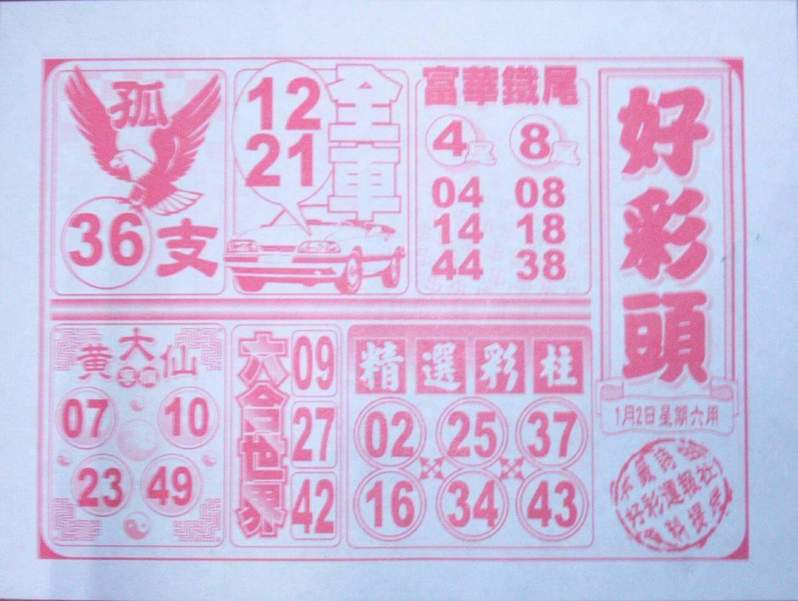 孤
36支
12
21
全車
富華鐵尾
4尾 8尾
04 08
14 18
44 38
好彩頭
1月2日星期六用
黄大仙
07 10
23 49
六合世界
09
27
42
精選彩柱
02 25 37
16 34 43
好彩運報社